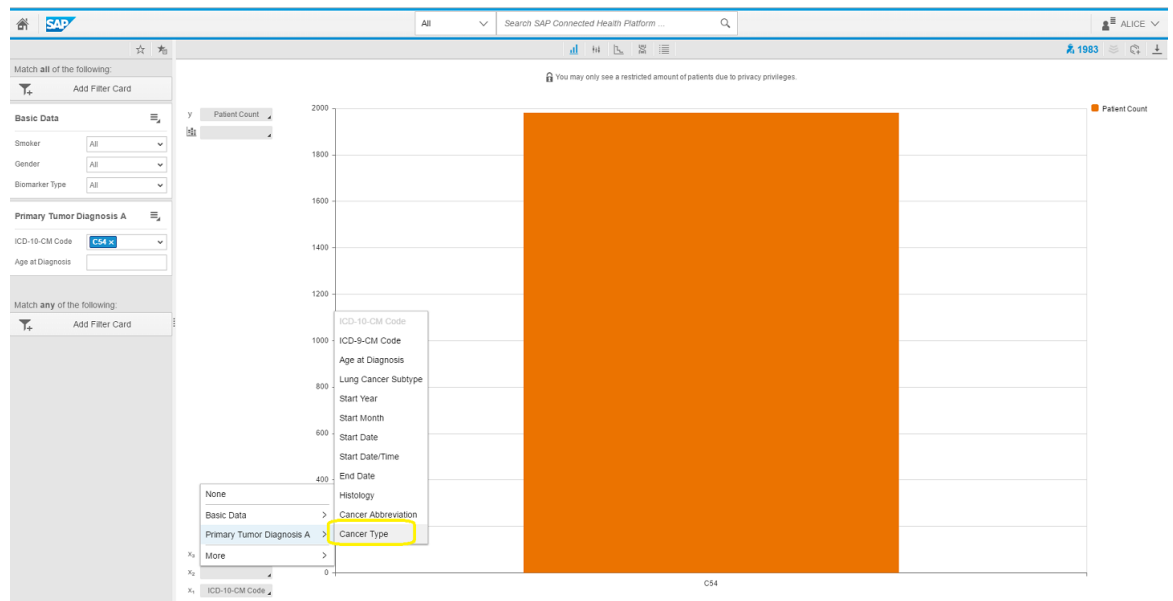 SAP
All
Search SAP Connected Health Platform ...
ALICE
1983
Match all of the following:
Add Filter Card
Basic Data
Smoker All
Gender All
Biomarker Type All
Primary Tumor Diagnosis A
ICD-10-CM Code C54 ×
Age at Diagnosis
Match any of the following:
Add Filter Card
You may only see a restricted amount of patients due to privacy privileges.
y Patient Count
Patient Count
2000
1800
1600
1400
1200
1000
800
600
400
0
ICD-10-CM Code
ICD-9-CM Code
Age at Diagnosis
Lung Cancer Subtype
Start Year
Start Month
Start Date
Start Date/Time
End Date
Histology
Cancer Abbreviation
Cancer Type
None
Basic Data >
Primary Tumor Diagnosis A >
More >
X₃
X₂
X₁ ICD-10-CM Code
C54